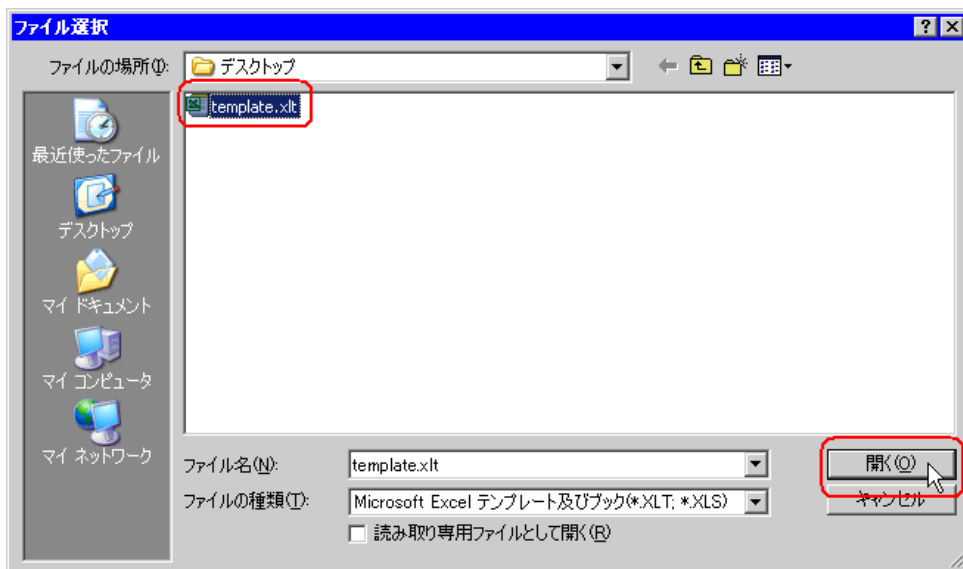 ファイル選択
ファイルの場所(I):
デスクトップ
template.xlt
最近使ったファイル
デスクトップ
マイ ドキュメント
マイ コンピュータ
マイ ネットワーク
ファイル名(N):
template.xlt
開く(O)
ファイルの種類(T):
Microsoft Excel テンプレート及びブック(*.XLT; *.XLS)
キャンセル
読み取り専用ファイルとして開く(R)